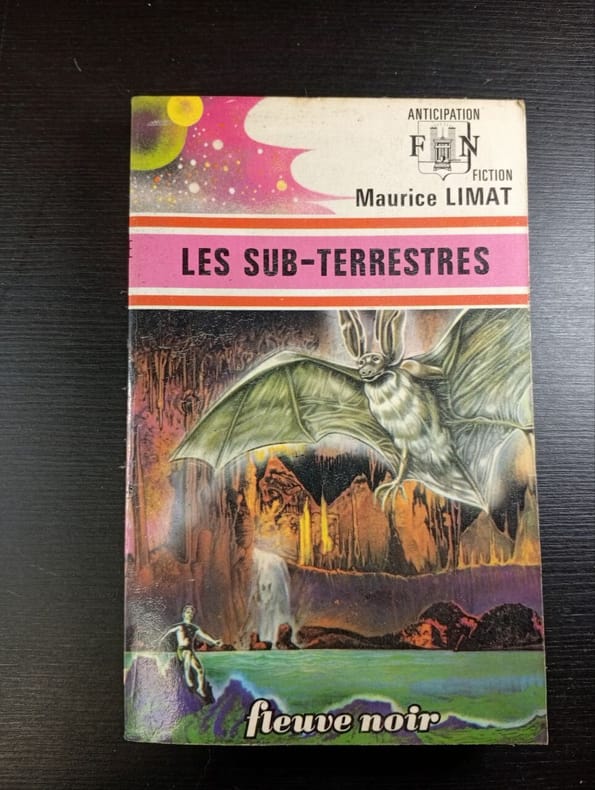 ANTICIPATION
F N
FICTION
Maurice LIMAT
LES SUB-TERRESTRES
fleuve noir